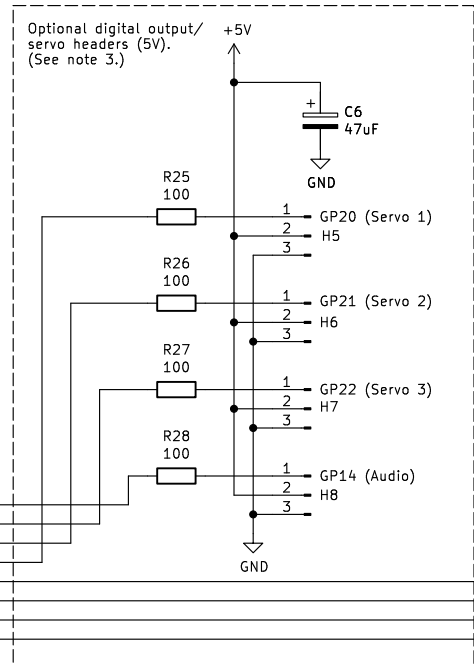 Optional digital output/
servo headers (5V).
(See note 3.)
+5V
+
C6
47uF
GND
R25
100
1
GP20 (Servo 1)
2
H5
3
R26
100
1
GP21 (Servo 2)
2
H6
3
R27
100
1
GP22 (Servo 3)
2
H7
3
R28
100
1
GP14 (Audio)
2
H8
3
GND